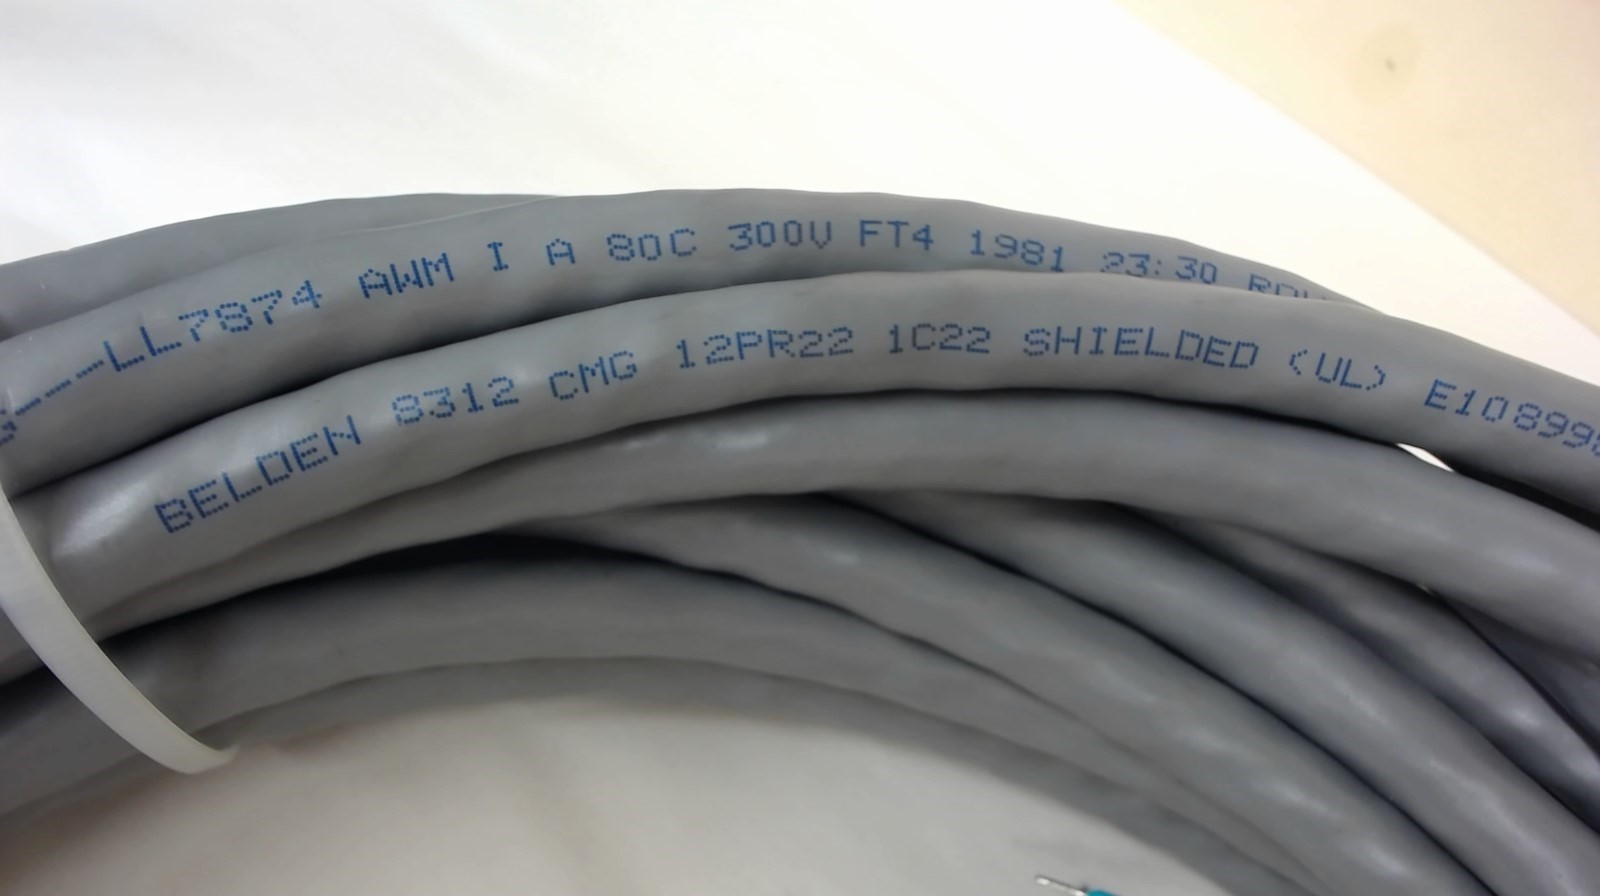 LL7874 AWM I A 80C 300V FT4 1981 23:30
BELDEN 8312 CMG 12PR22 1C22 SHIELDED (UL)